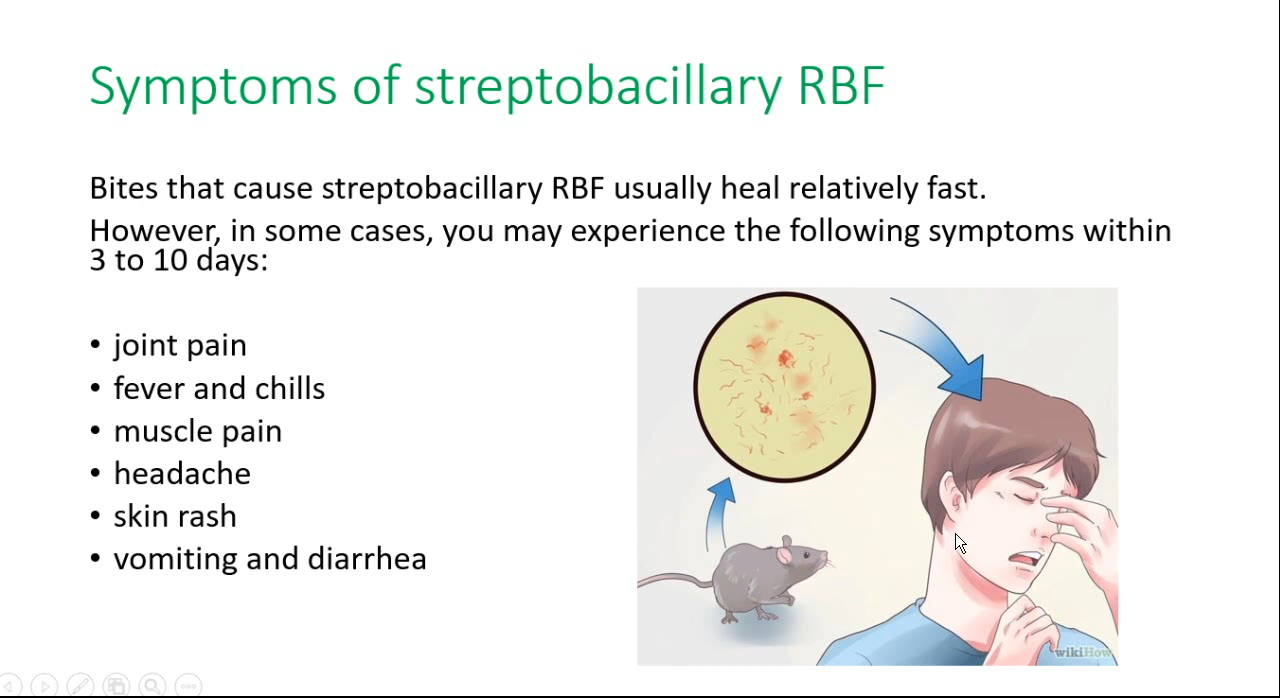 Symptoms of streptobacillary RBF
Bites that cause streptobacillary RBF usually heal relatively fast.
However, in some cases, you may experience the following symptoms within
3 to 10 days:
• joint pain
• fever and chills
• muscle pain
• headache
• skin rash
• vomiting and diarrhea
wikiHow